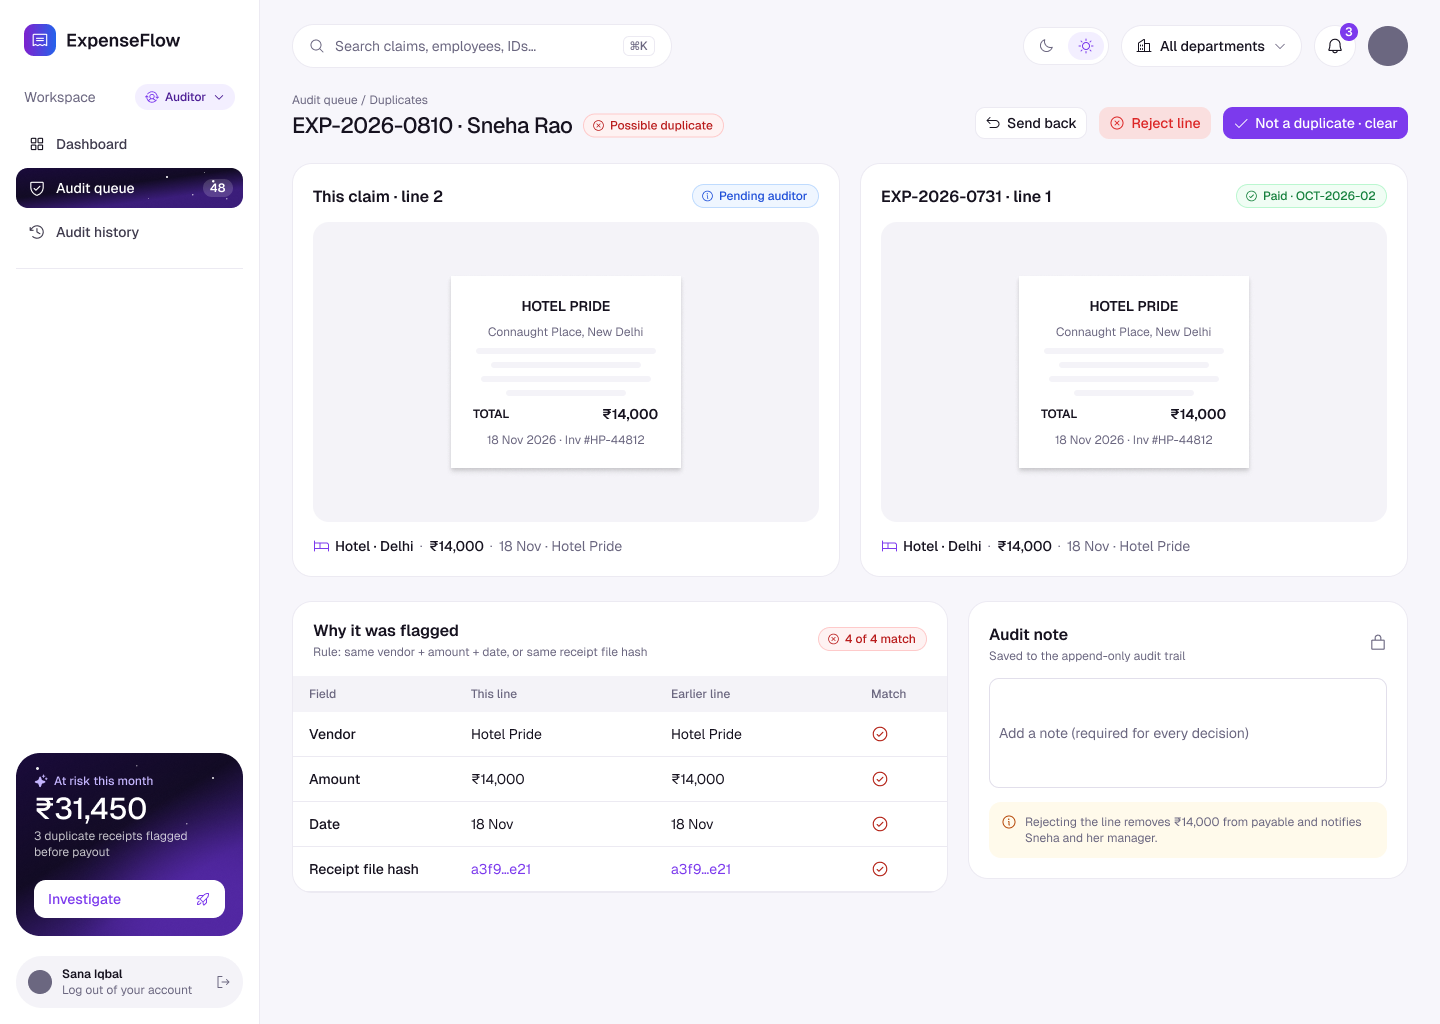 ExpenseFlow
Workspace
Auditor
Dashboard
Audit queue 48
Audit history
At risk this month
₹31,450
3 duplicate receipts flagged
before payout
Investigate
Sana Iqbal
Log out of your account
Search claims, employees, IDs... ⌘K
All departments
3
Audit queue / Duplicates
EXP-2026-0810 · Sneha Rao
Possible duplicate
Send back
Reject line
Not a duplicate · clear
This claim · line 2
Pending auditor
HOTEL PRIDE
Connaught Place, New Delhi
TOTAL ₹14,000
18 Nov 2026 · Inv #HP-44812
Hotel · Delhi · ₹14,000 · 18 Nov · Hotel Pride
EXP-2026-0731 · line 1
Paid · OCT-2026-02
HOTEL PRIDE
Connaught Place, New Delhi
TOTAL ₹14,000
18 Nov 2026 · Inv #HP-44812
Hotel · Delhi · ₹14,000 · 18 Nov · Hotel Pride
Why it was flagged
Rule: same vendor + amount + date, or same receipt file hash
4 of 4 match
Field This line Earlier line Match
Vendor Hotel Pride Hotel Pride
Amount ₹14,000 ₹14,000
Date 18 Nov 18 Nov
Receipt file hash a3f9...e21 a3f9...e21
Audit note
Saved to the append-only audit trail
Add a note (required for every decision)
Rejecting the line removes ₹14,000 from payable and notifies
Sneha and her manager.